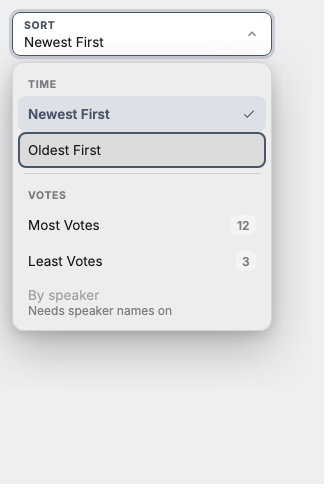 SORT
Newest First
TIME
Newest First
Oldest First
VOTES
Most Votes 12
Least Votes 3
By speaker
Needs speaker names on